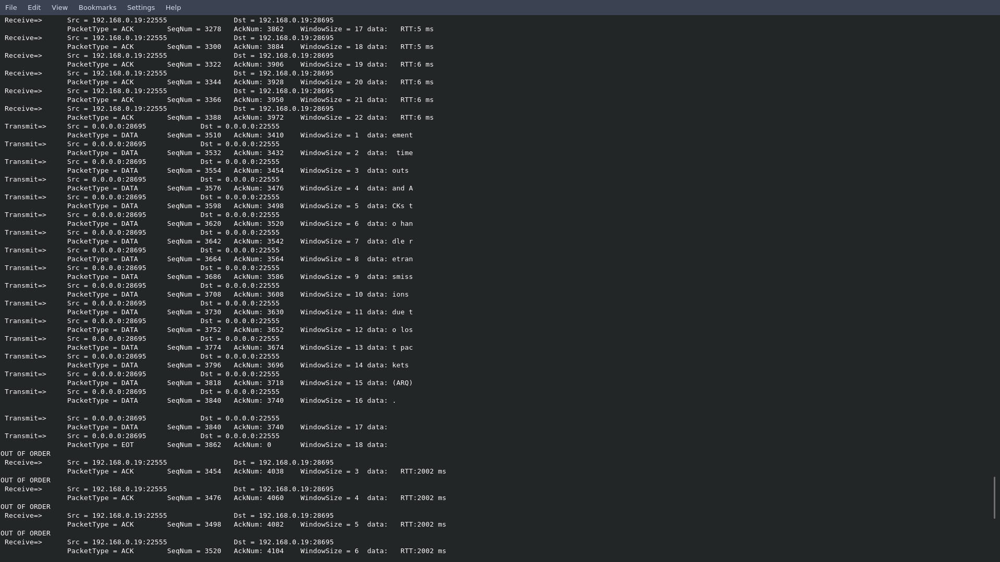 File Edit View Bookmarks Settings Help
Receive=> Src = 192.168.0.19:22555 Dst = 192.168.0.19:28695
PacketType = ACK SeqNum = 3278 AckNum: 3862 WindowSize = 17 data: RTT:5 ms
Receive=> Src = 192.168.0.19:22555 Dst = 192.168.0.19:28695
PacketType = ACK SeqNum = 3300 AckNum: 3884 WindowSize = 18 data: RTT:5 ms
Receive=> Src = 192.168.0.19:22555 Dst = 192.168.0.19:28695
PacketType = ACK SeqNum = 3322 AckNum: 3906 WindowSize = 19 data: RTT:6 ms
Receive=> Src = 192.168.0.19:22555 Dst = 192.168.0.19:28695
PacketType = ACK SeqNum = 3344 AckNum: 3928 WindowSize = 20 data: RTT:6 ms
Receive=> Src = 192.168.0.19:22555 Dst = 192.168.0.19:28695
PacketType = ACK SeqNum = 3366 AckNum: 3950 WindowSize = 21 data: RTT:6 ms
Receive=> Src = 192.168.0.19:22555 Dst = 192.168.0.19:28695
PacketType = ACK SeqNum = 3388 AckNum: 3972 WindowSize = 22 data: RTT:6 ms
Transmit=> Src = 0.0.0.0:28695 Dst = 0.0.0.0:22555
PacketType = DATA SeqNum = 3510 AckNum: 3410 WindowSize = 1 data: ement
Transmit=> Src = 0.0.0.0:28695 Dst = 0.0.0.0:22555
PacketType = DATA SeqNum = 3532 AckNum: 3432 WindowSize = 2 data:  time
Transmit=> Src = 0.0.0.0:28695 Dst = 0.0.0.0:22555
PacketType = DATA SeqNum = 3554 AckNum: 3454 WindowSize = 3 data: outs
Transmit=> Src = 0.0.0.0:28695 Dst = 0.0.0.0:22555
PacketType = DATA SeqNum = 3576 AckNum: 3476 WindowSize = 4 data: and A
Transmit=> Src = 0.0.0.0:28695 Dst = 0.0.0.0:22555
PacketType = DATA SeqNum = 3598 AckNum: 3498 WindowSize = 5 data: CKs t
Transmit=> Src = 0.0.0.0:28695 Dst = 0.0.0.0:22555
PacketType = DATA SeqNum = 3620 AckNum: 3520 WindowSize = 6 data: o han
Transmit=> Src = 0.0.0.0:28695 Dst = 0.0.0.0:22555
PacketType = DATA SeqNum = 3642 AckNum: 3542 WindowSize = 7 data: dle r
Transmit=> Src = 0.0.0.0:28695 Dst = 0.0.0.0:22555
PacketType = DATA SeqNum = 3664 AckNum: 3564 WindowSize = 8 data: etran
Transmit=> Src = 0.0.0.0:28695 Dst = 0.0.0.0:22555
PacketType = DATA SeqNum = 3686 AckNum: 3586 WindowSize = 9 data: smiss
Transmit=> Src = 0.0.0.0:28695 Dst = 0.0.0.0:22555
PacketType = DATA SeqNum = 3708 AckNum: 3608 WindowSize = 10 data: ions
Transmit=> Src = 0.0.0.0:28695 Dst = 0.0.0.0:22555
PacketType = DATA SeqNum = 3730 AckNum: 3630 WindowSize = 11 data: due t
Transmit=> Src = 0.0.0.0:28695 Dst = 0.0.0.0:22555
PacketType = DATA SeqNum = 3752 AckNum: 3652 WindowSize = 12 data: o los
Transmit=> Src = 0.0.0.0:28695 Dst = 0.0.0.0:22555
PacketType = DATA SeqNum = 3774 AckNum: 3674 WindowSize = 13 data: t pac
Transmit=> Src = 0.0.0.0:28695 Dst = 0.0.0.0:22555
PacketType = DATA SeqNum = 3796 AckNum: 3696 WindowSize = 14 data: kets
Transmit=> Src = 0.0.0.0:28695 Dst = 0.0.0.0:22555
PacketType = DATA SeqNum = 3818 AckNum: 3718 WindowSize = 15 data: (ARQ)
Transmit=> Src = 0.0.0.0:28695 Dst = 0.0.0.0:22555
PacketType = DATA SeqNum = 3840 AckNum: 3740 WindowSize = 16 data: .
Transmit=> Src = 0.0.0.0:28695 Dst = 0.0.0.0:22555
PacketType = DATA SeqNum = 3840 AckNum: 3740 WindowSize = 17 data:
Transmit=> Src = 0.0.0.0:28695 Dst = 0.0.0.0:22555
PacketType = EOT SeqNum = 3862 AckNum: 0 WindowSize = 18 data:
OUT OF ORDER
Receive=> Src = 192.168.0.19:22555 Dst = 192.168.0.19:28695
PacketType = ACK SeqNum = 3454 AckNum: 4038 WindowSize = 3 data: RTT:2002 ms
OUT OF ORDER
Receive=> Src = 192.168.0.19:22555 Dst = 192.168.0.19:28695
PacketType = ACK SeqNum = 3476 AckNum: 4060 WindowSize = 4 data: RTT:2002 ms
OUT OF ORDER
Receive=> Src = 192.168.0.19:22555 Dst = 192.168.0.19:28695
PacketType = ACK SeqNum = 3498 AckNum: 4082 WindowSize = 5 data: RTT:2002 ms
OUT OF ORDER
Receive=> Src = 192.168.0.19:22555 Dst = 192.168.0.19:28695
PacketType = ACK SeqNum = 3520 AckNum: 4104 WindowSize = 6 data: RTT:2002 ms